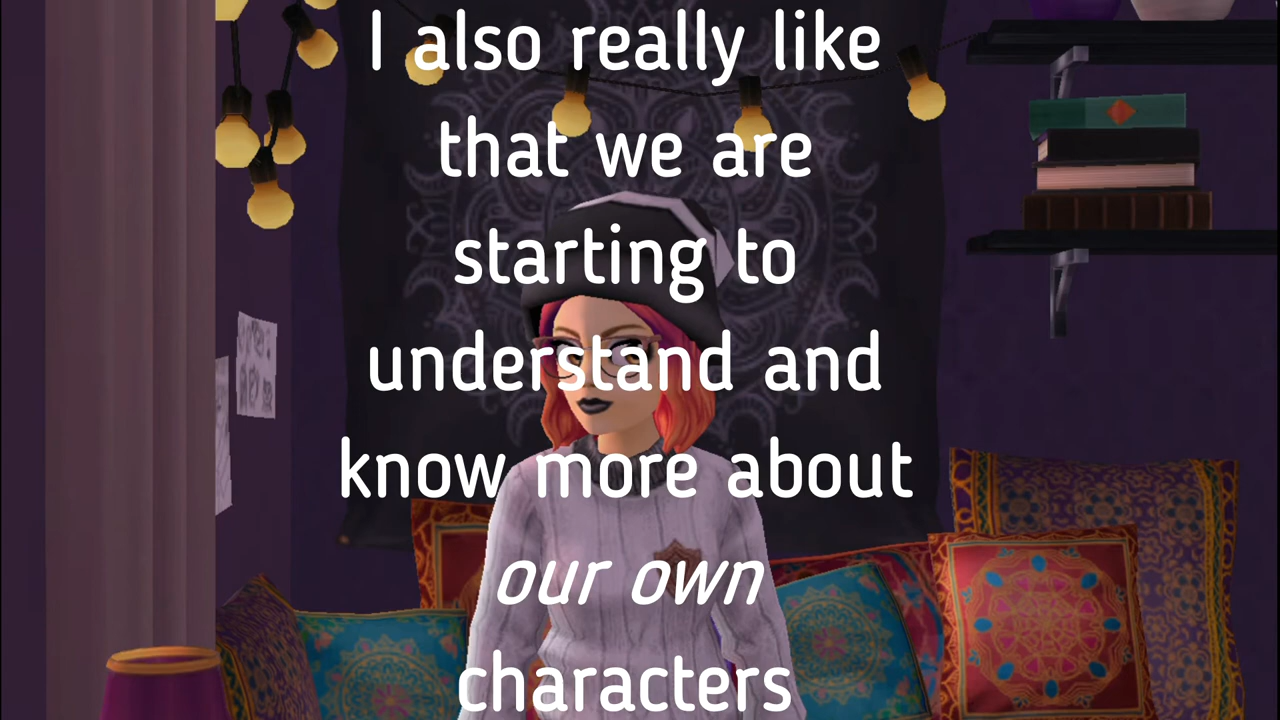 I also really like
that we are
starting to
understand and
know more about
our own
characters